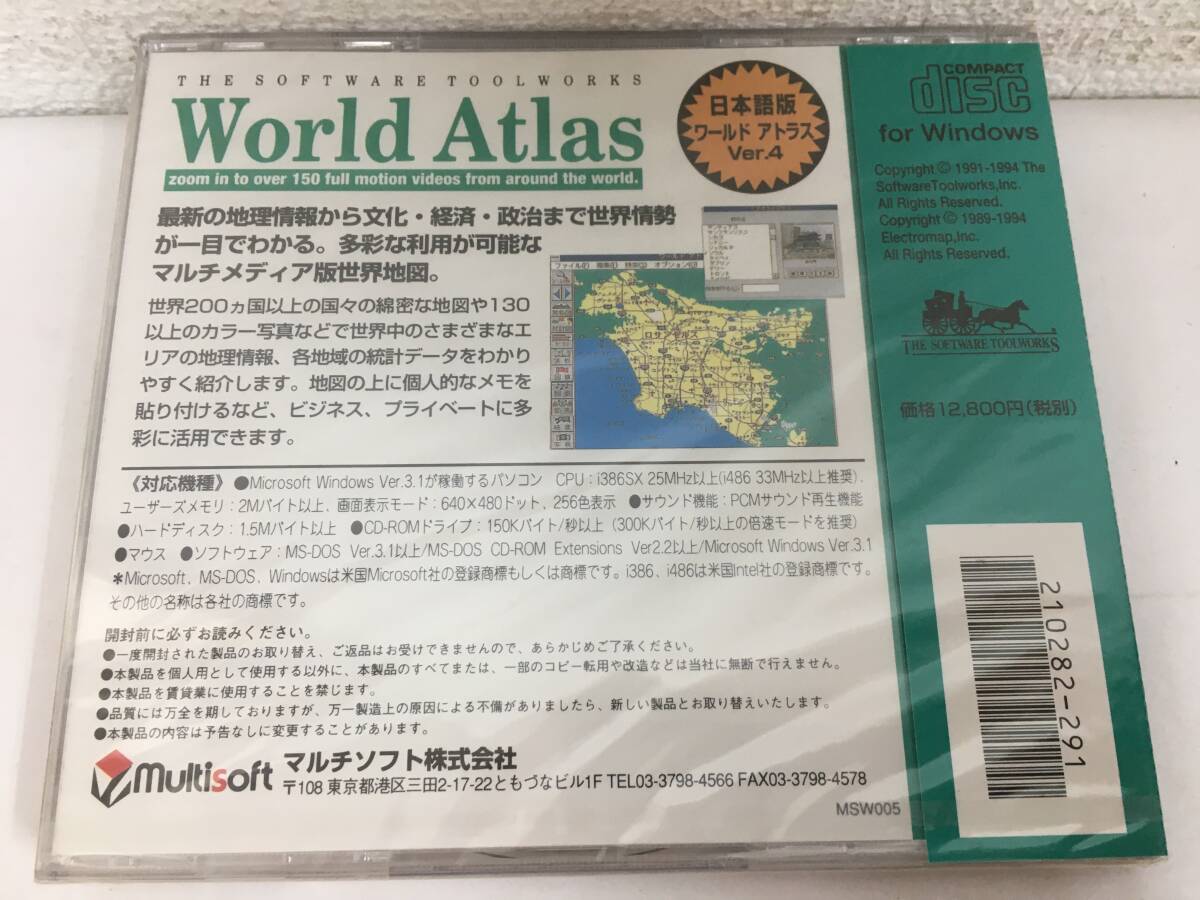 THE SOFTWARE TOOLWORKS
World Atlas
zoom in to over 150 full motion videos from around the world.
日本語版
ワールド アトラス
Ver.4
最新の地理情報から文化・経済・政治まで世界情勢
が一目でわかる。多彩な利用が可能な
マルチメディア版世界地図。
世界200ヵ国以上の国々の綿密な地図や130
以上のカラー写真などで世界中のさまざまなエ
リアの地理情報、各地域の統計データをわかり
やすく紹介します。地図の上に個人的なメモを
貼り付けるなど、ビジネス、プライベートに多
彩に活用できます。
ロサンゼルス
《対応機種》 ●Microsoft Windows Ver.3.1が稼働するパソコン CPU：i386SX 25MHz以上(i486 33MHz以上推奨)、
ユーザーズメモリ：2Mバイト以上、画面表示モード：640×480ドット、256色表示 ●サウンド機能：PCMサウンド再生機能
●ハードディスク：1.5Mバイト以上 ●CD-ROMドライブ：150Kバイト/秒以上（300Kバイト/秒以上の倍速モードを推奨）
●マウス ●ソフトウェア：MS-DOS Ver.3.1以上/MS-DOS CD-ROM Extensions Ver2.2以上/Microsoft Windows Ver.3.1
＊Microsoft、MS-DOS、Windowsは米国Microsoft社の登録商標もしくは商標です。i386、i486は米国Intel社の登録商標です。
その他の名称は各社の商標です。
開封前に必ずお読みください。
●一度開封された製品のお取り替え、ご返品はお受けできませんので、あらかじめご了承ください。
●本製品を個人用として使用する以外に、本製品のすべてまたは、一部のコピー転用や改造などは当社に無断で行えません。
●本製品を賃貸業に使用することを禁じます。
●品質には万全を期しておりますが、万一製造上の原因による不備がありましたら、新しい製品とお取り替えいたします。
●本製品の内容は予告なしに変更することがあります。
Multisoft
マルチソフト株式会社
〒108 東京都港区三田2-17-22ともづなビル1F TEL03-3798-4566 FAX03-3798-4578
MSW005
COMPACT
disc
for Windows
Copyright © 1991-1994 The
SoftwareToolworks,Inc.
All Rights Reserved.
Copyright © 1989-1994
Electromap,Inc.
All Rights Reserved.
THE SOFTWARE TOOLWORKS
価格12,800円(税別)
210282-291